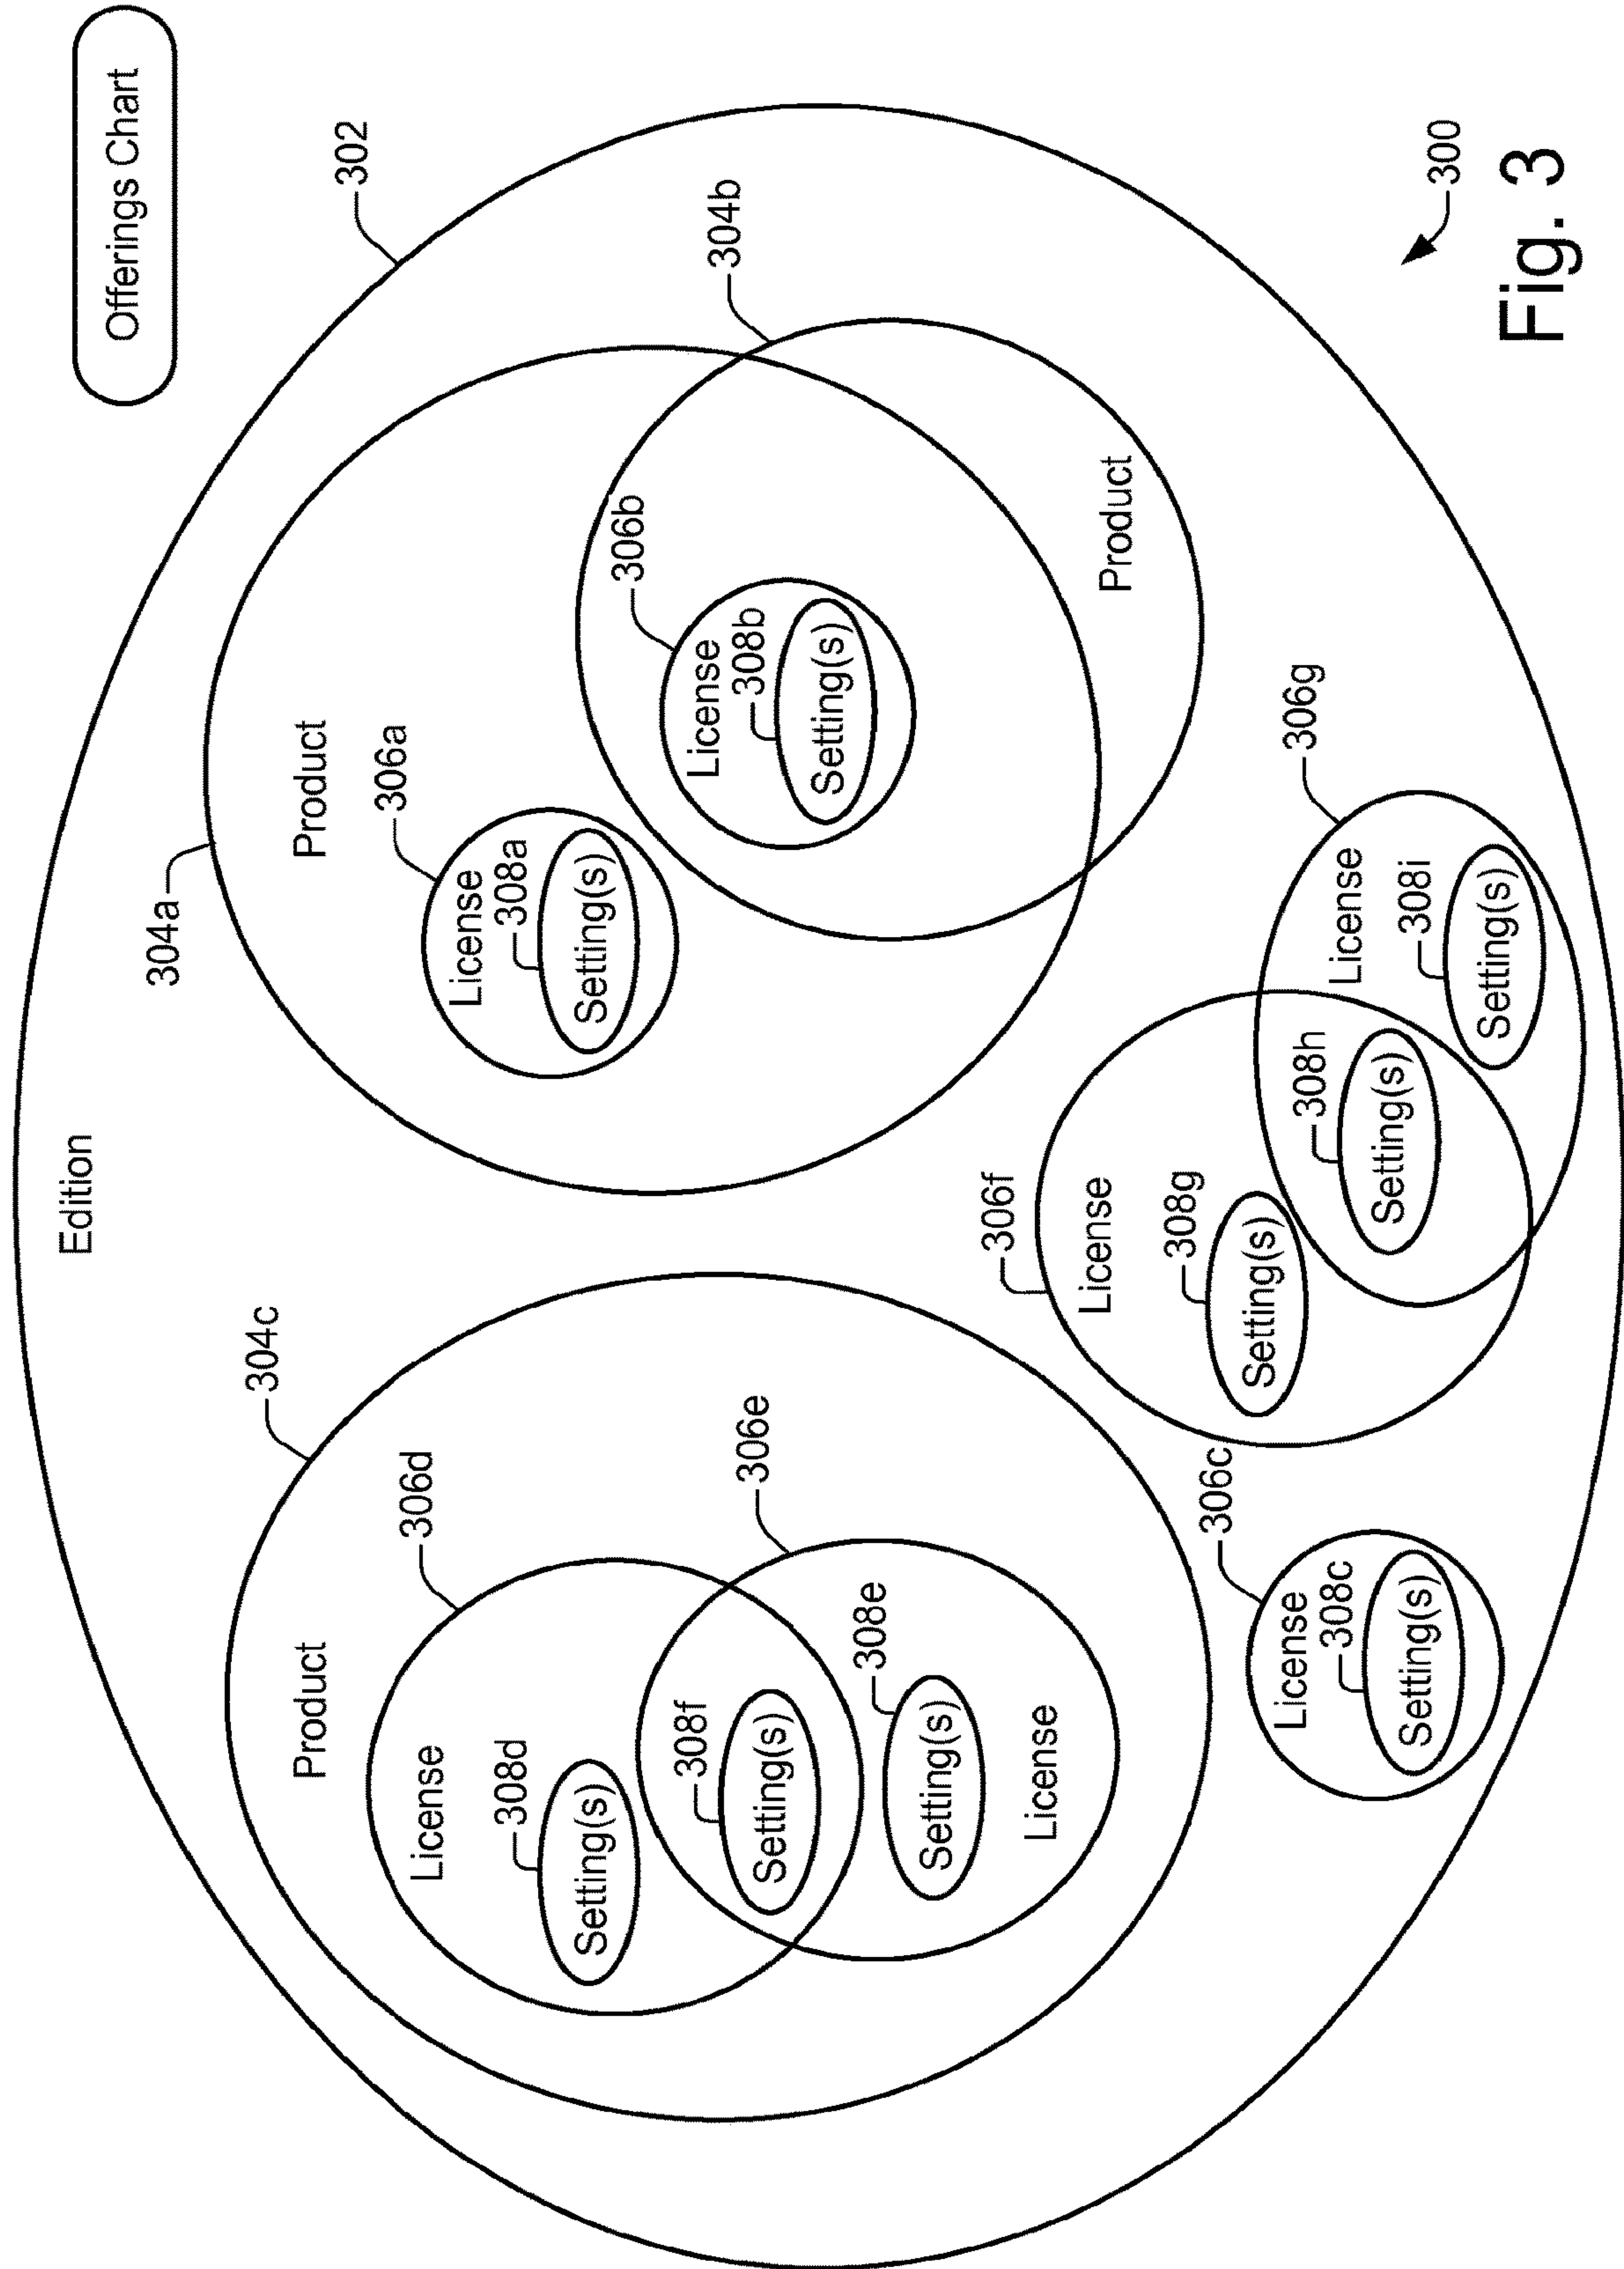 Offerings Chart
Edition
302
304c
304a
Product
Product
306d
306a
License
License
308d
308a
Setting(s)
Setting(s)
306e
306b
308f
License
308b
Setting(s)
Setting(s)
304b
308e
Setting(s)
License
Product
306f
License
308g
Setting(s)
306c
License
308c
Setting(s)
306g
License
308h
Setting(s)
308i
Setting(s)
300
Fig. 3